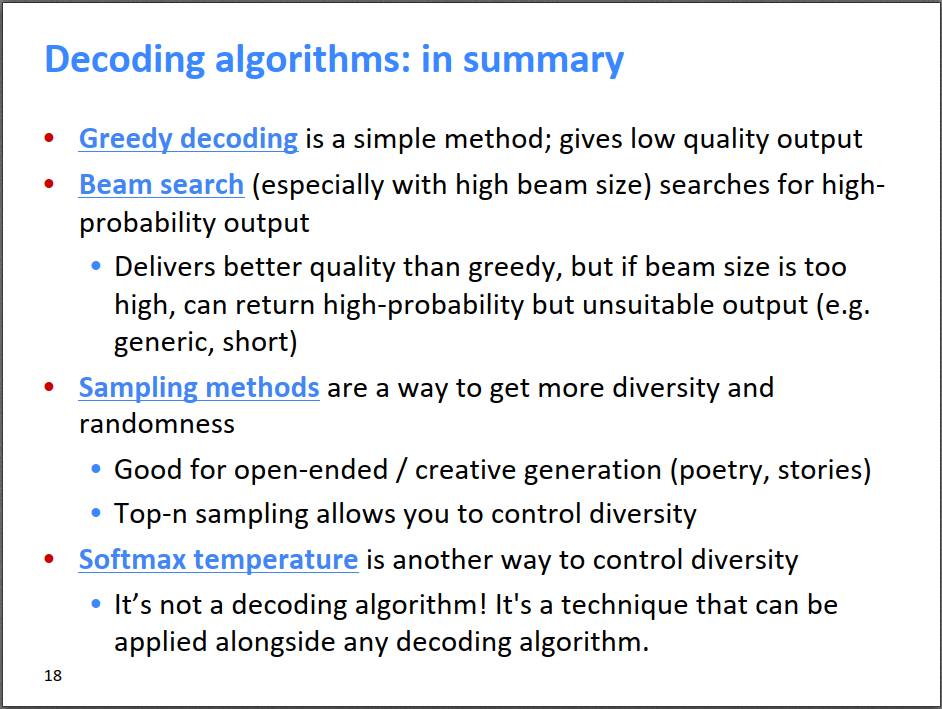 Decoding algorithms: in summary
• Greedy decoding is a simple method; gives low quality output
• Beam search (especially with high beam size) searches for high-
probability output
• Delivers better quality than greedy, but if beam size is too
high, can return high-probability but unsuitable output (e.g.
generic, short)
• Sampling methods are a way to get more diversity and
randomness
• Good for open-ended / creative generation (poetry, stories)
• Top-n sampling allows you to control diversity
• Softmax temperature is another way to control diversity
• It’s not a decoding algorithm! It's a technique that can be
applied alongside any decoding algorithm.
18